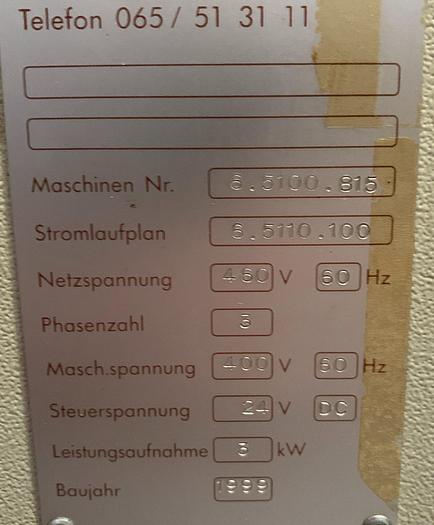 Telefon 065/ 51 31 11
Maschinen Nr. 6.5100.815
Stromlaufplan 6.5110.100
Netzspannung 460 V 60 Hz
Phasenzahl 3
Masch.spannung 400 V 60 Hz
Steuerspannung 24 V DC
Leistungsaufnahme 3 kW
Baujahr 1999